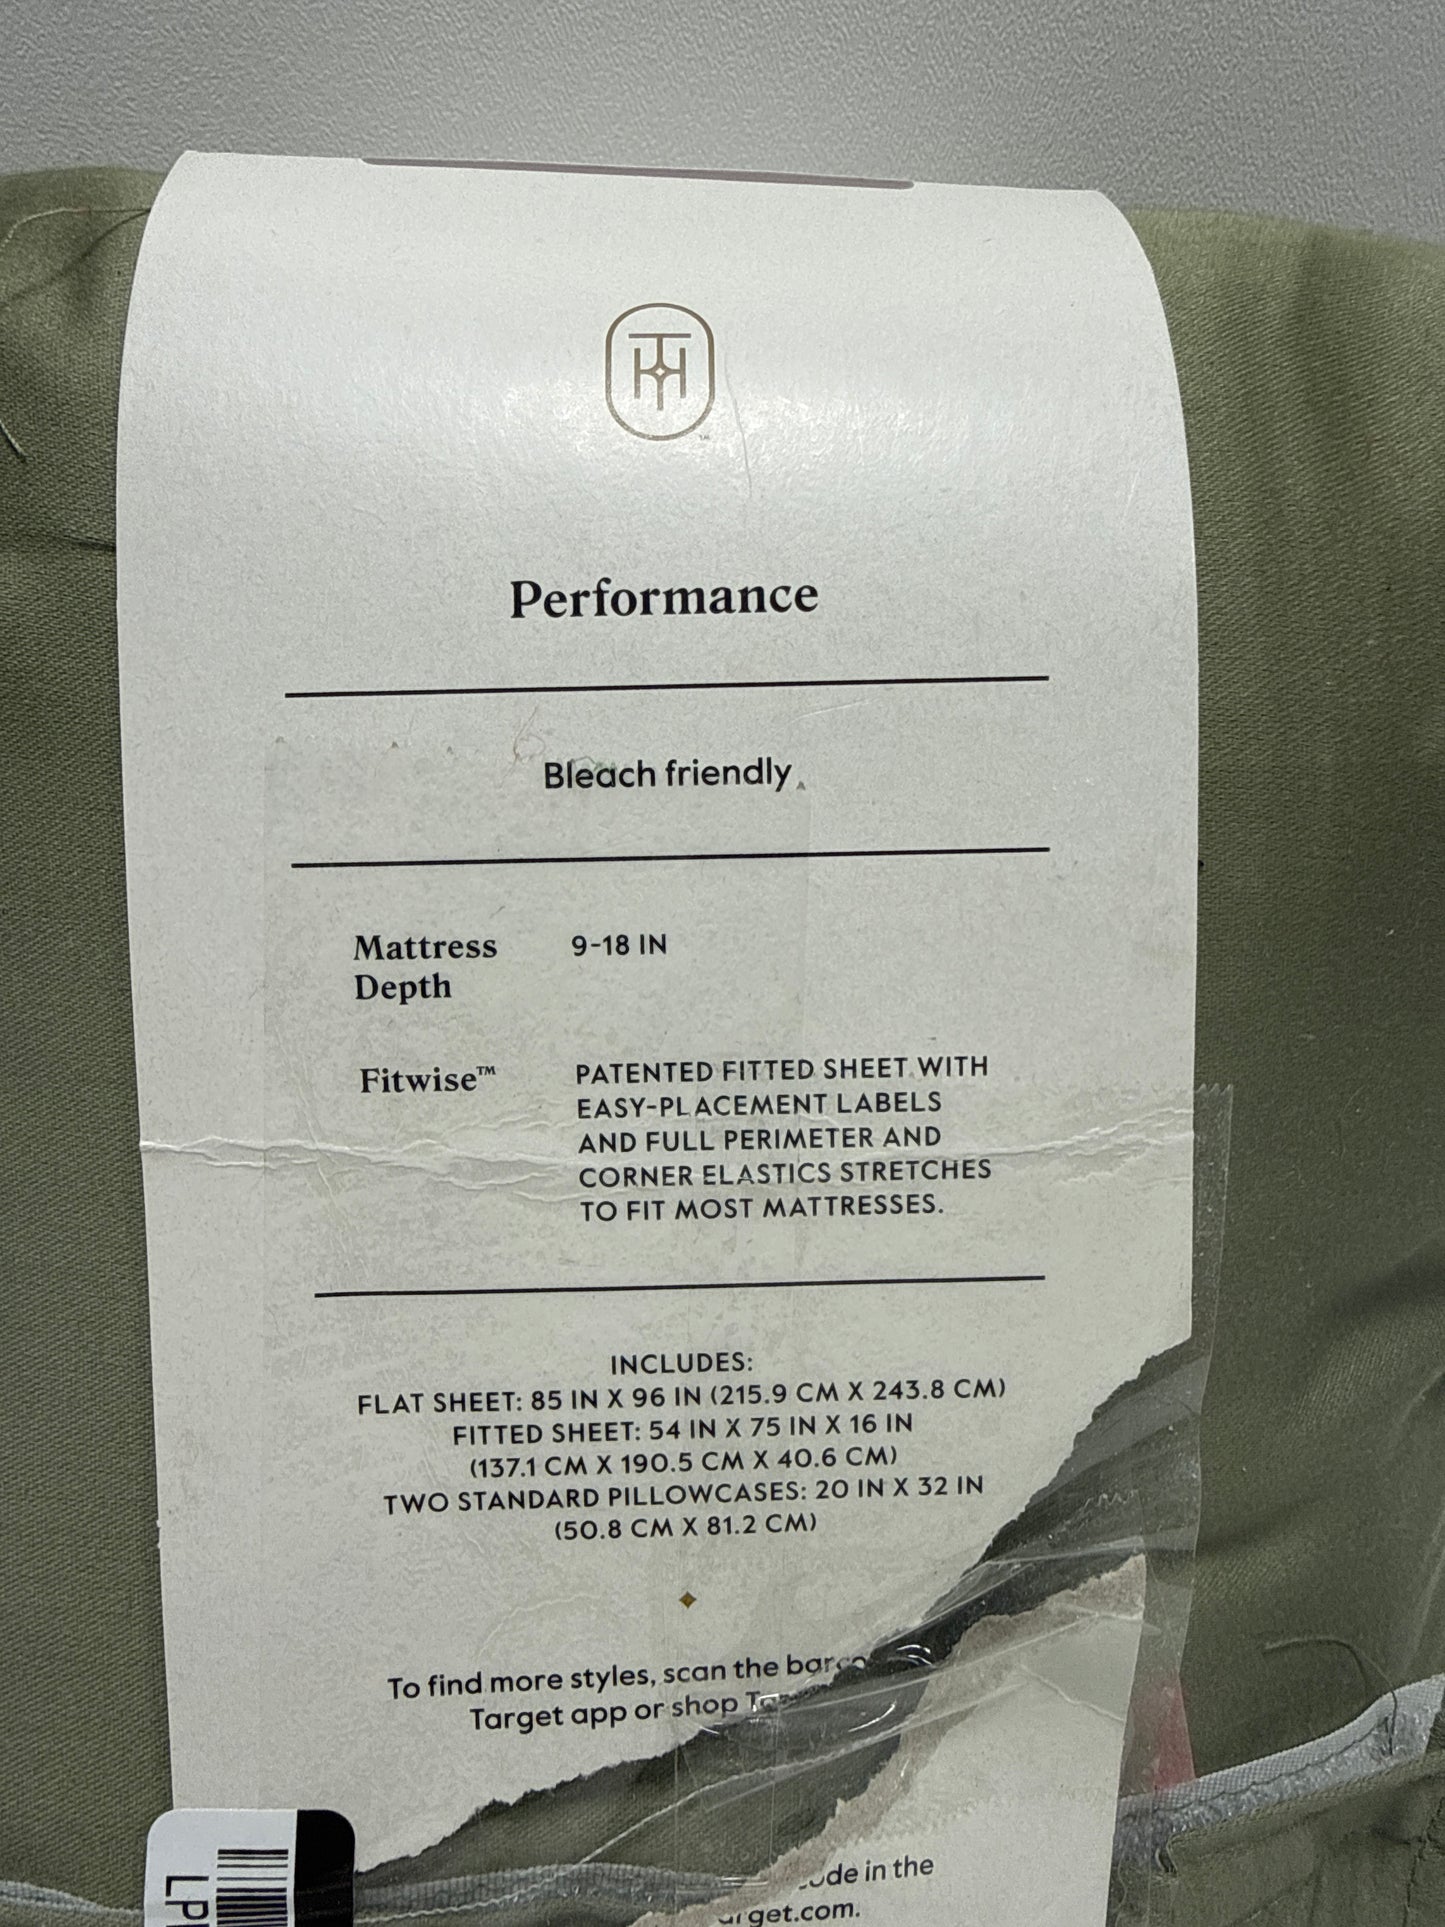 TH
TM
Performance
Bleach friendly
Mattress Depth 9-18 IN
Fitwise™ PATENTED FITTED SHEET WITH
EASY-PLACEMENT LABELS
AND FULL PERIMETER AND
CORNER ELASTICS STRETCHES
TO FIT MOST MATTRESSES.
INCLUDES:
FLAT SHEET: 85 IN X 96 IN (215.9 CM X 243.8 CM)
FITTED SHEET: 54 IN X 75 IN X 16 IN
(137.1 CM X 190.5 CM X 40.6 CM)
TWO STANDARD PILLOWCASES: 20 IN X 32 IN
(50.8 CM X 81.2 CM)
To find more styles, scan the
Target app or shop
in the